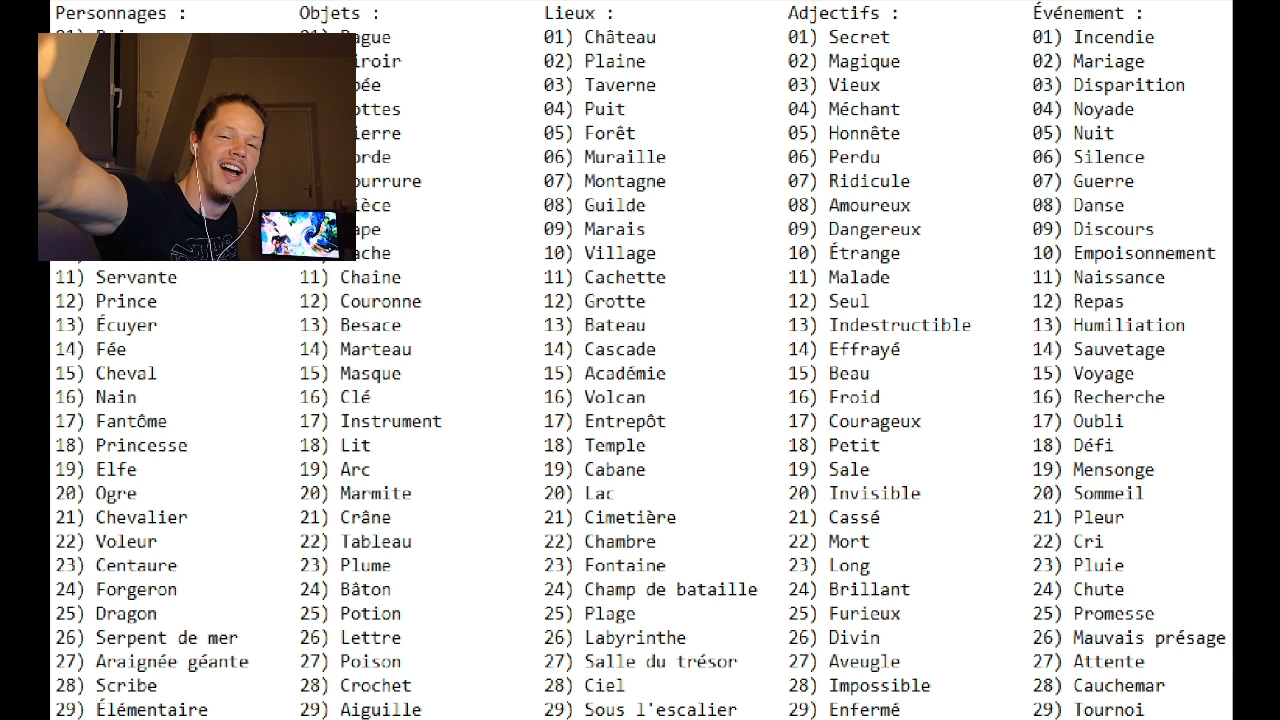 Personnages : Objets : Lieux : Adjectifs : Événement :
01) Château 01) Secret 01) Incendie
02) Plaine 02) Magique 02) Mariage
03) Taverne 03) Vieux 03) Disparition
04) Puit 04) Méchant 04) Noyade
05) Forêt 05) Honnête 05) Nuit
06) Muraille 06) Perdu 06) Silence
07) Montagne 07) Ridicule 07) Guerre
08) Guilde 08) Amoureux 08) Danse
09) Marais 09) Dangereux 09) Discours
10) Village 10) Étrange 10) Empoisonnement
11) Servante 11) Chaine 11) Cachette 11) Malade 11) Naissance
12) Prince 12) Couronne 12) Grotte 12) Seul 12) Repas
13) Écuyer 13) Besace 13) Bateau 13) Indestructible 13) Humiliation
14) Fée 14) Marteau 14) Cascade 14) Effrayé 14) Sauvetage
15) Cheval 15) Masque 15) Académie 15) Beau 15) Voyage
16) Nain 16) Clé 16) Volcan 16) Froid 16) Recherche
17) Fantôme 17) Instrument 17) Entrepôt 17) Courageux 17) Oubli
18) Princesse 18) Lit 18) Temple 18) Petit 18) Défi
19) Elfe 19) Arc 19) Cabane 19) Sale 19) Mensonge
20) Ogre 20) Marmite 20) Lac 20) Invisible 20) Sommeil
21) Chevalier 21) Crâne 21) Cimetière 21) Cassé 21) Pleur
22) Voleur 22) Tableau 22) Chambre 22) Mort 22) Cri
23) Centaure 23) Plume 23) Fontaine 23) Long 23) Pluie
24) Forgeron 24) Bâton 24) Champ de bataille 24) Brillant 24) Chute
25) Dragon 25) Potion 25) Plage 25) Furieux 25) Promesse
26) Serpent de mer 26) Lettre 26) Labyrinthe 26) Divin 26) Mauvais présage
27) Araignée géante 27) Poison 27) Salle du trésor 27) Aveugle 27) Attente
28) Scribe 28) Crochet 28) Ciel 28) Impossible 28) Cauchemar
29) Élémentaire 29) Aiguille 29) Sous l'escalier 29) Enfermé 29) Tournoi